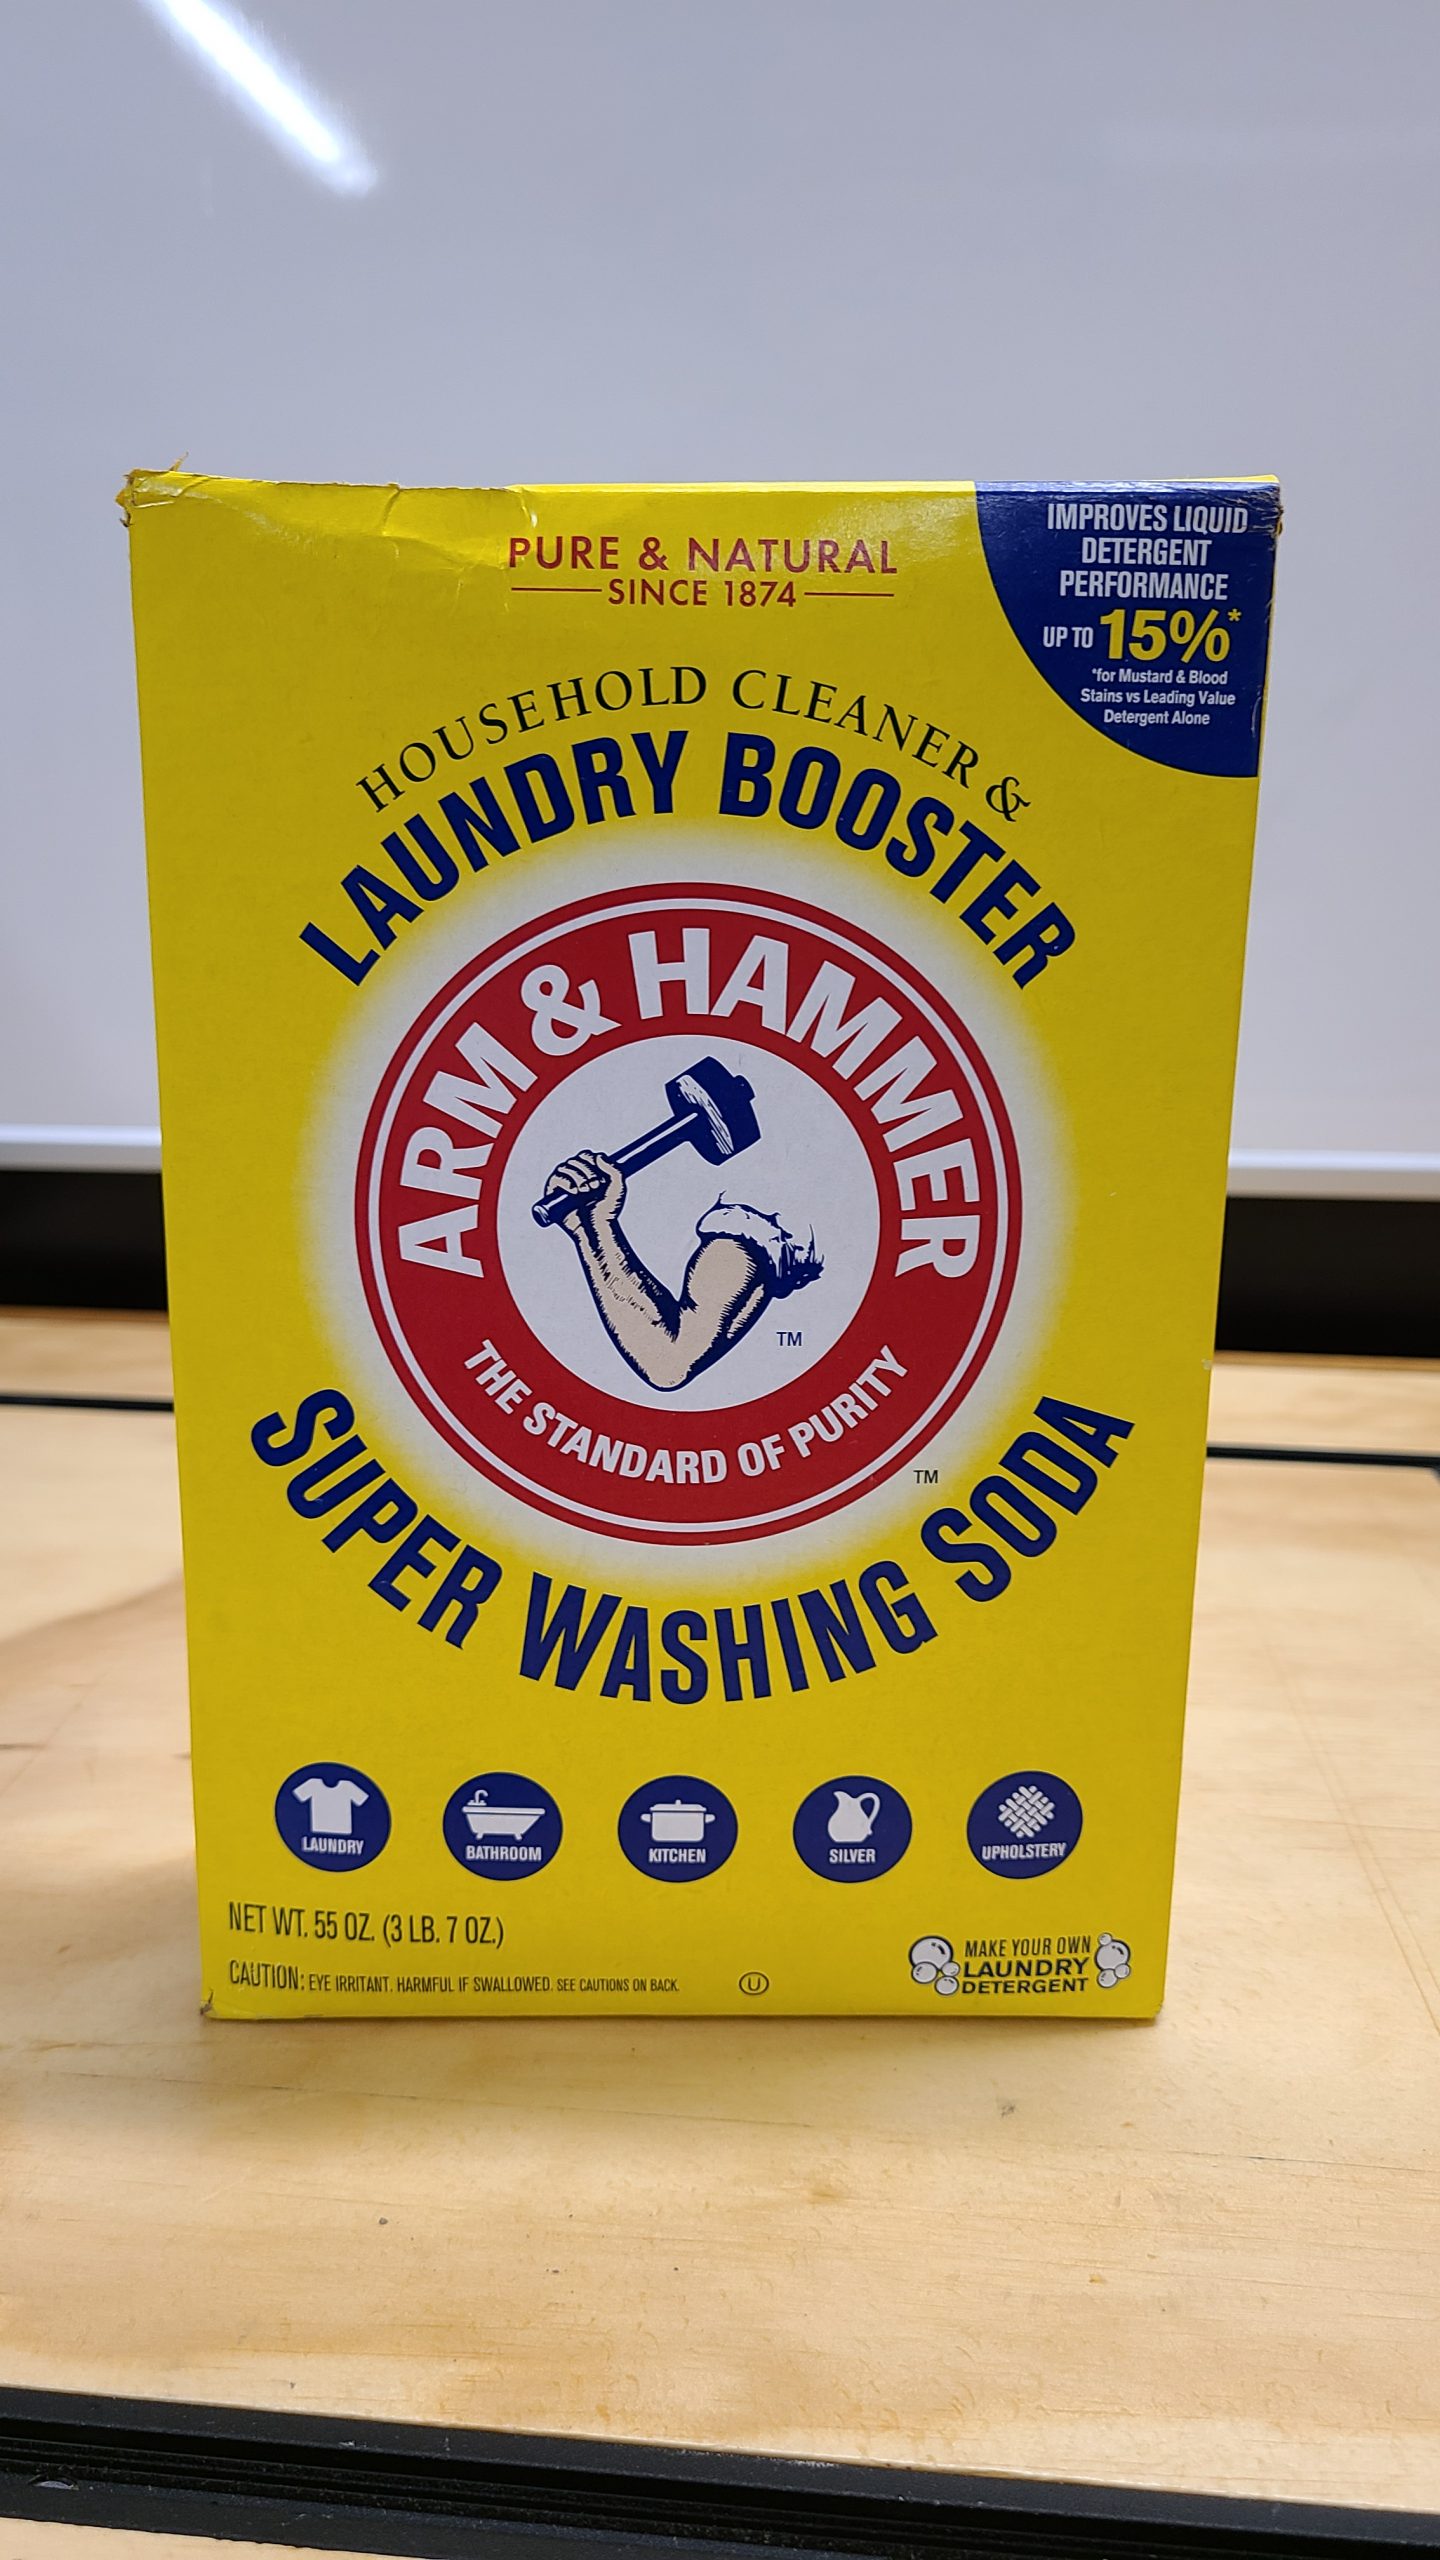 PURE & NATURAL
SINCE 1874
IMPROVES LIQUID
DETERGENT
PERFORMANCE
UP TO 15%*
*for Mustard & Blood
Stains vs Leading Value
Detergent Alone
HOUSEHOLD CLEANER &
LAUNDRY BOOSTER
ARM & HAMMER
TM
THE STANDARD OF PURITY
TM
SUPER WASHING SODA
LAUNDRY
BATHROOM
KITCHEN
SILVER
UPHOLSTERY
NET WT. 55 OZ. (3 LB. 7 OZ.)
CAUTION: EYE IRRITANT. HARMFUL IF SWALLOWED. SEE CAUTIONS ON BACK.
U
MAKE YOUR OWN
LAUNDRY
DETERGENT